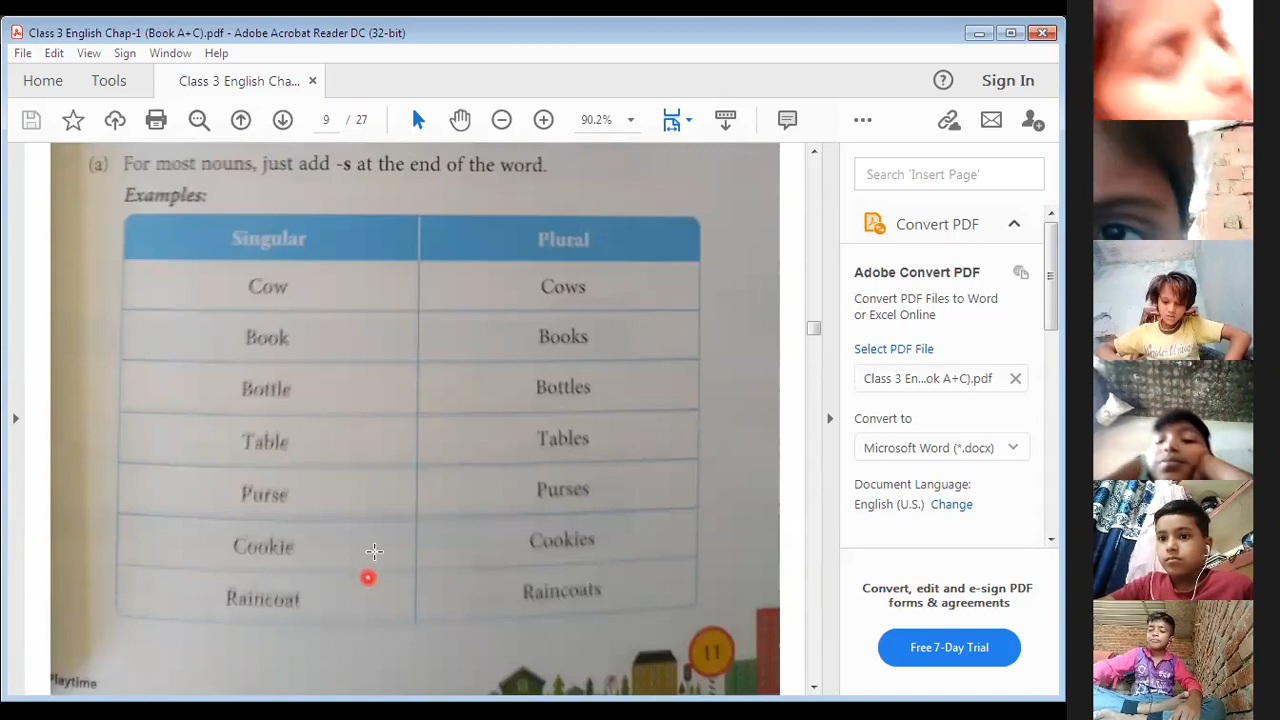 Class 3 English Chap-1 (Book A+C).pdf - Adobe Acrobat Reader DC (32-bit)
File Edit View Sign Window Help
Home Tools Class 3 English Cha... Sign In
9 / 27 90.2%
(a) For most nouns, just add -s at the end of the word.
Examples:
Singular Plural
Cow Cows
Book Books
Bottle Bottles
Table Tables
Purse Purses
Cookie Cookies
Raincoat Raincoats
11
Playtime
Search 'Insert Page'
Convert PDF
Adobe Convert PDF
Convert PDF Files to Word
or Excel Online
Select PDF File
Class 3 En...ok A+C).pdf
Convert to
Microsoft Word (*.docx)
Document Language:
English (U.S.) Change
Convert, edit and e-sign PDF
forms & agreements
Free 7-Day Trial